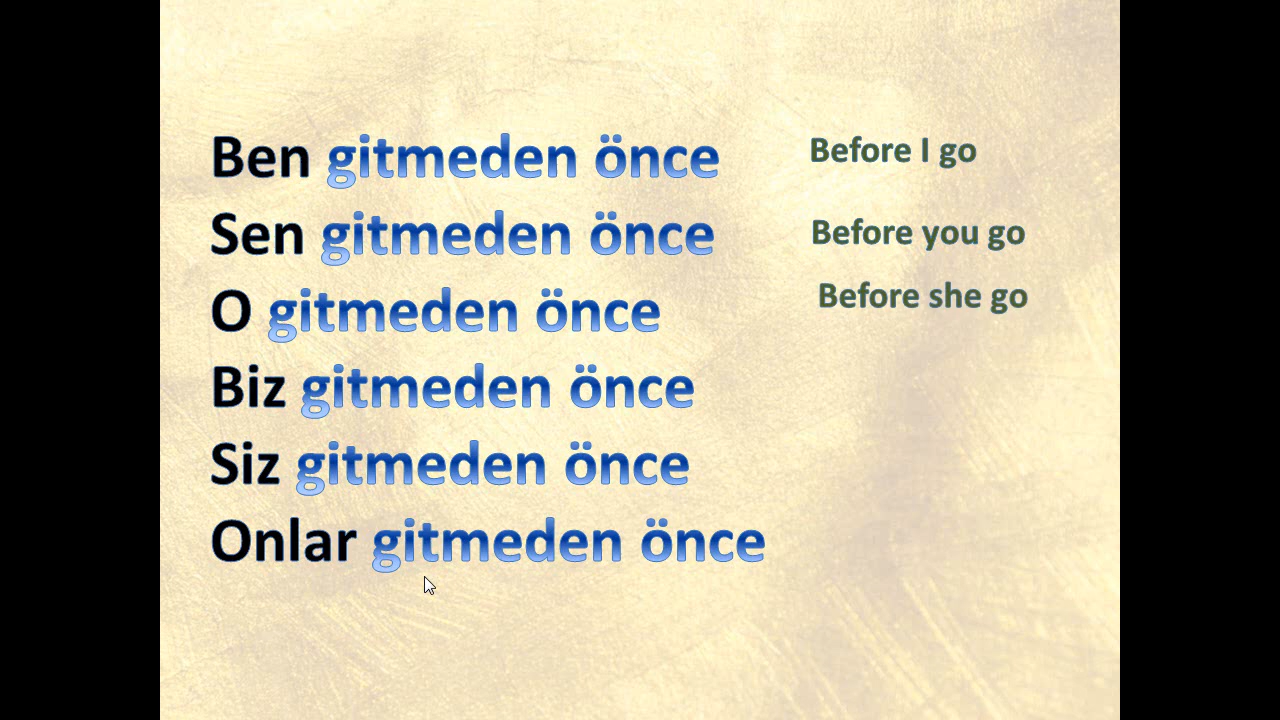 Ben gitmeden önce Before I go
Sen gitmeden önce Before you go
O gitmeden önce Before she go
Biz gitmeden önce
Siz gitmeden önce
Onlar gitmeden önce